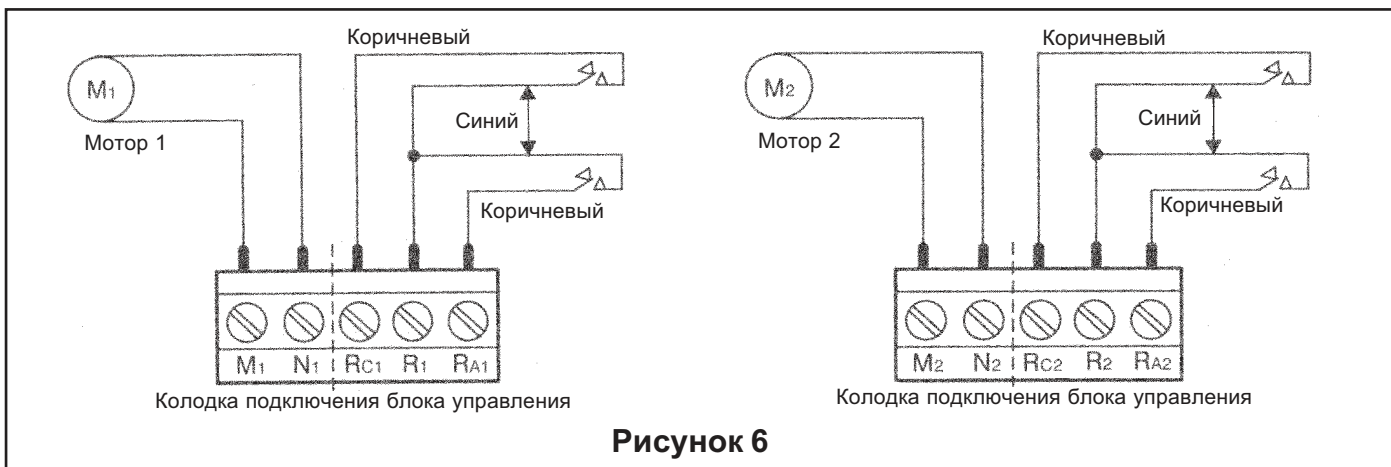 Коричневый
M1
Мотор 1
Синий
Коричневый
M1 N1 RC1 R1 RA1
Колодка подключения блока управления
Коричневый
M2
Мотор 2
Синий
Коричневый
M2 N2 RC2 R2 RA2
Колодка подключения блока управления
Рисунок 6